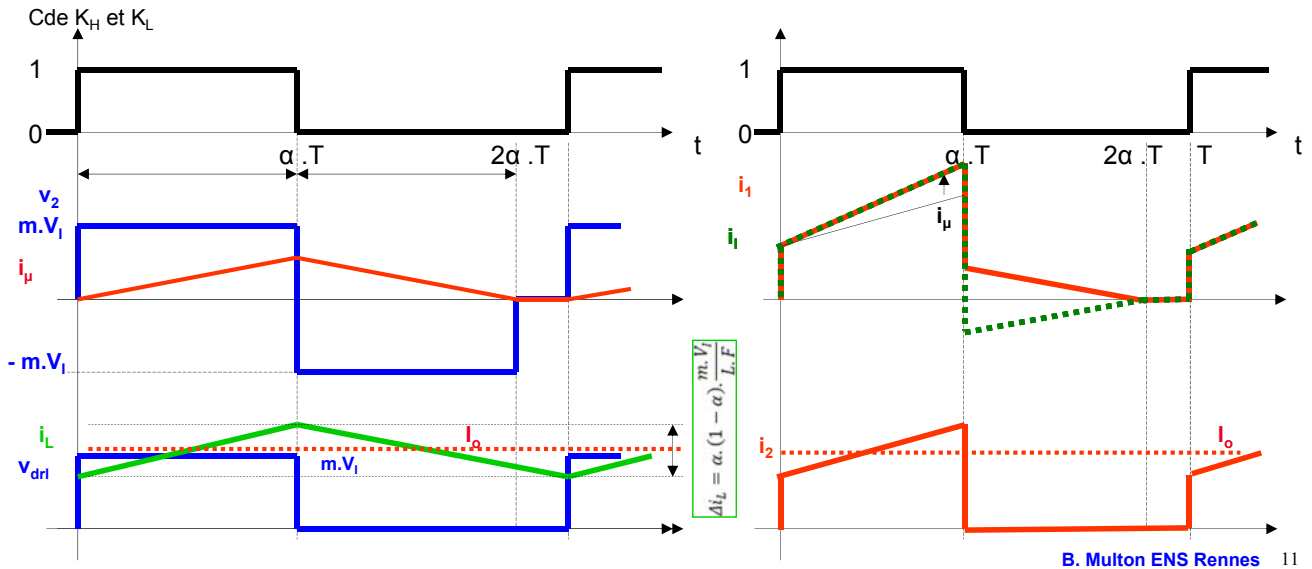 Cde K_H et K_L
1
0
α .T
2α .T
t
v_2
m.V_I
i_μ
- m.V_I
i_L
I_o
v_drl
m.V_I
Δi_L = α.(1 − α).\frac{m.V_I}{L.F}
1
0
α .T
2α .T
T
t
i_1
i_I
i_μ
i_2
I_o
B. Multon ENS Rennes 11